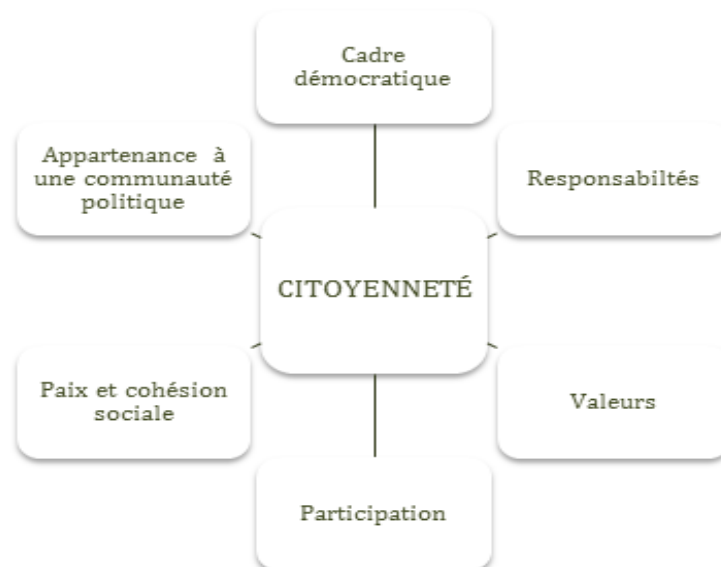 Cadre
démocratique
Appartenance à
une communauté
politique
Responsabiltés
CITOYENNETÉ
Paix et cohésion
sociale
Valeurs
Participation